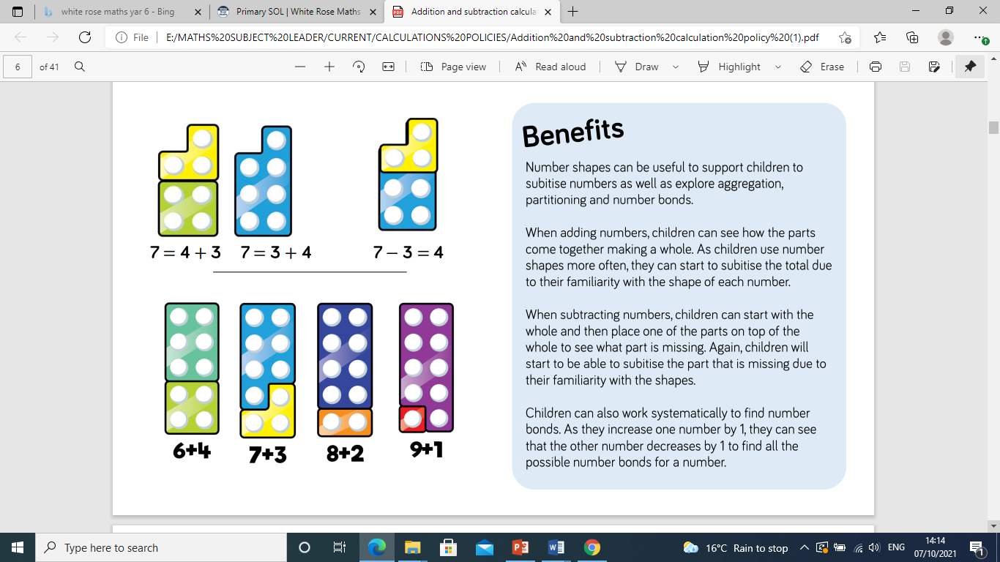 white rose maths yar 6 - Bing
Primary SOL | White Rose Maths
Addition and subtraction calcula
File
E:/MATHS%20SUBJECT%20LEADER/CURRENT/CALCULATIONS%20POLICIES/Addition%20and%20subtraction%20calculation%20policy%20(1).pdf
6 of 41
Page view
Read aloud
Draw
Highlight
Erase
7 = 4 + 3
7 = 3 + 4
7 − 3 = 4
6+4
7+3
8+2
9+1
Benefits
Number shapes can be useful to support children to
subitise numbers as well as explore aggregation,
partitioning and number bonds.
When adding numbers, children can see how the parts
come together making a whole. As children use number
shapes more often, they can start to subitise the total due
to their familiarity with the shape of each number.
When subtracting numbers, children can start with the
whole and then place one of the parts on top of the
whole to see what part is missing. Again, children will
start to be able to subitise the part that is missing due to
their familiarity with the shapes.
Children can also work systematically to find number
bonds. As they increase one number by 1, they can see
that the other number decreases by 1 to find all the
possible number bonds for a number.
Type here to search
16°C Rain to stop
ENG
14:14
07/10/2021
1